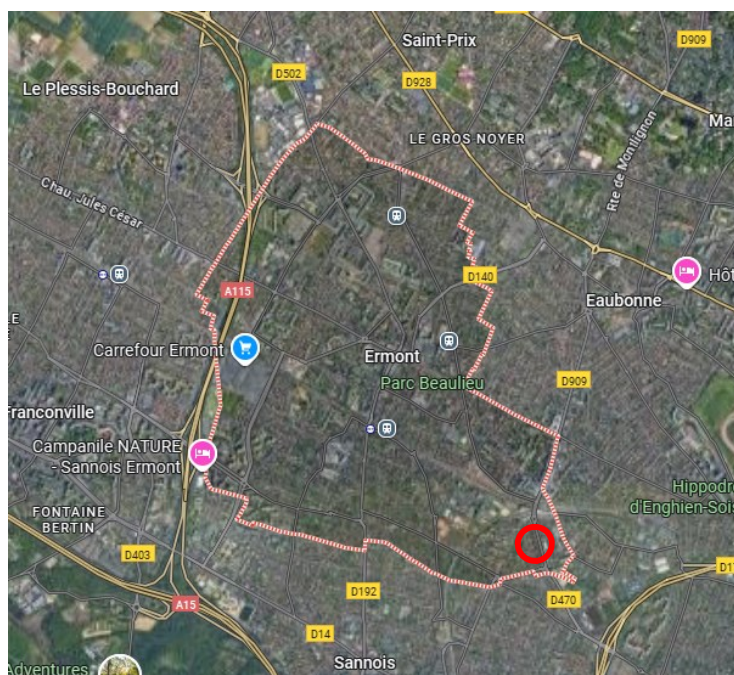 Saint-Prix
D909
D502
Le Plessis-Bouchard
D928
LE GROS NOYER
Rte de Montlignon
Chau. Jules César
D140
A115
Eaubonne
Carrefour Ermont
Ermont
Parc Beaulieu
D909
Franconville
Campanile NATURE
- Sannois Ermont
FONTAINE
BERTIN
d'Enghien-Sois
D403
D192
D470
A15
D14
Sannois
Adventures